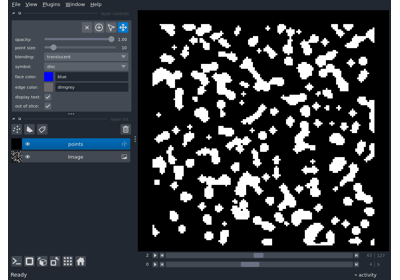 File View Plugins Window Help
opacity: 1.00
point size: 10
blending: translucent
symbol: disc
face color: blue
edge color: dimgrey
display text:
out of slice:
points
Image
2
0
Ready
activity